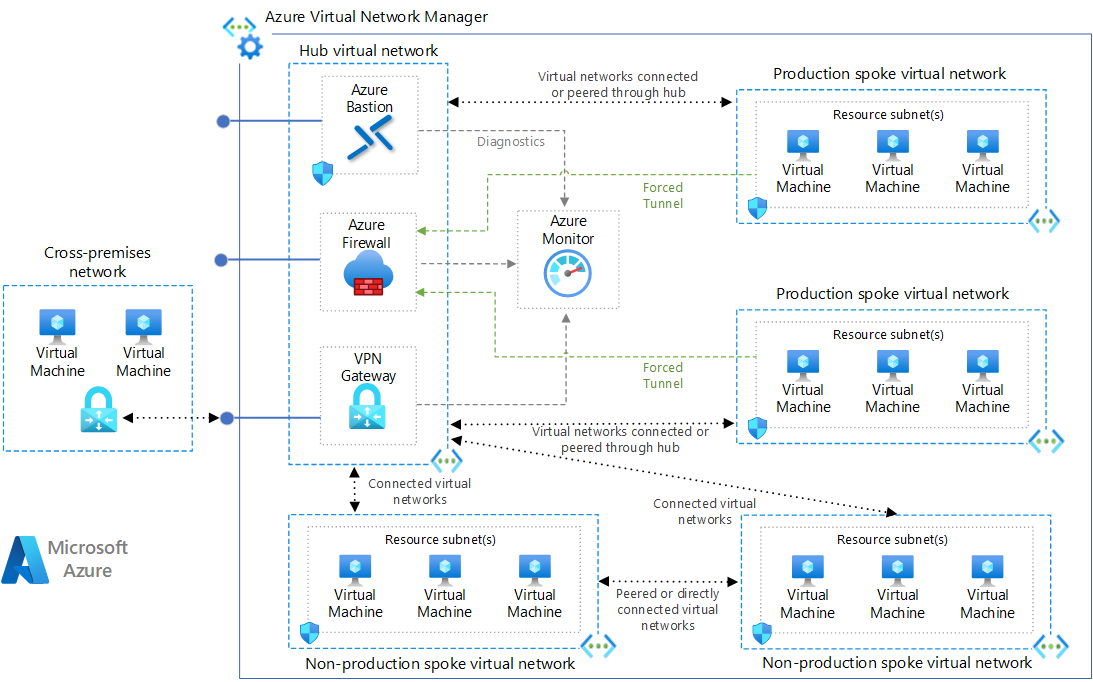 Azure Virtual Network Manager
Hub virtual network
Azure
Bastion
Virtual networks connected
or peered through hub
Production spoke virtual network
Resource subnet(s)
Virtual
Machine
Virtual
Machine
Virtual
Machine
Diagnostics
Forced
Tunnel
Azure
Firewall
Azure
Monitor
Cross-premises
network
Virtual
Machine
Virtual
Machine
Production spoke virtual network
Resource subnet(s)
Virtual
Machine
Virtual
Machine
Virtual
Machine
VPN
Gateway
Forced
Tunnel
Virtual networks connected or
peered through hub
Connected virtual
networks
Connected virtual
networks
Microsoft
Azure
Resource subnet(s)
Virtual
Machine
Virtual
Machine
Virtual
Machine
Non-production spoke virtual network
Peered or directly
connected virtual
networks
Resource subnet(s)
Virtual
Machine
Virtual
Machine
Virtual
Machine
Non-production spoke virtual network